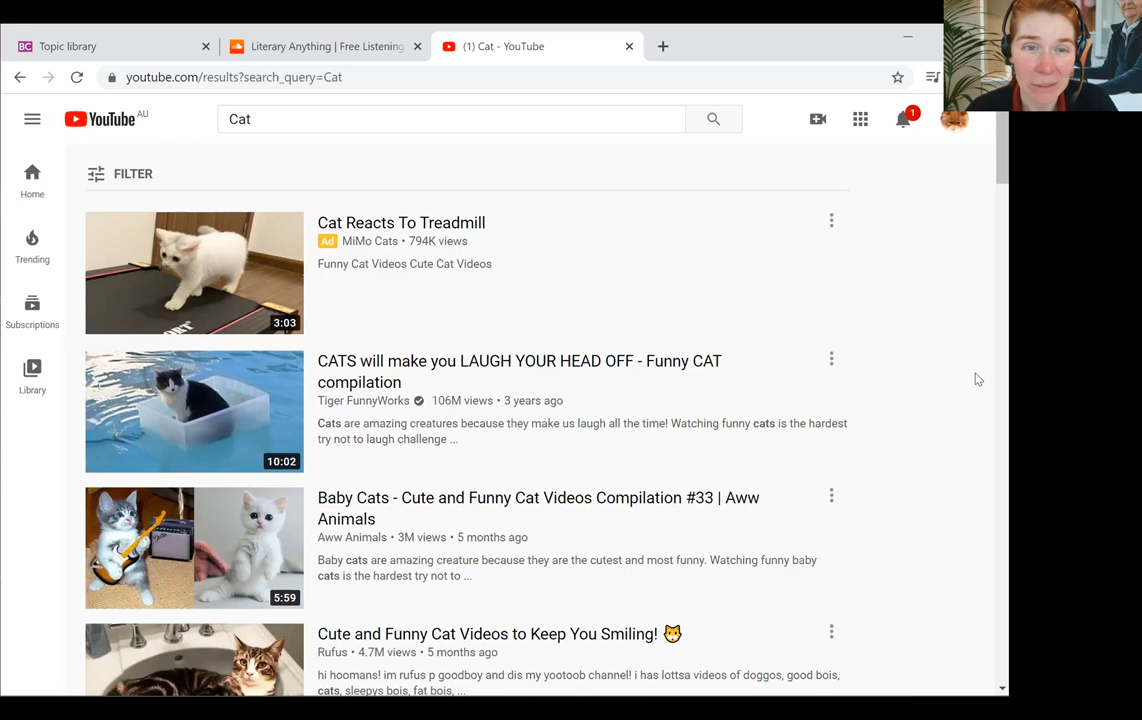 BC Topic library
Literary Anything | Free Listening
(1) Cat - YouTube
youtube.com/results?search_query=Cat
YouTube AU
Cat
1
FILTER
Home
Trending
Subscriptions
Library
Cat Reacts To Treadmill
Ad MiMo Cats • 794K views
Funny Cat Videos Cute Cat Videos
3:03
CATS will make you LAUGH YOUR HEAD OFF - Funny CAT
compilation
Tiger FunnyWorks 106M views • 3 years ago
Cats are amazing creatures because they make us laugh all the time! Watching funny cats is the hardest
try not to laugh challenge ...
10:02
Baby Cats - Cute and Funny Cat Videos Compilation #33 | Aww
Animals
Aww Animals • 3M views • 5 months ago
Baby cats are amazing creature because they are the cutest and most funny. Watching funny baby
cats is the hardest try not to ...
5:59
Cute and Funny Cat Videos to Keep You Smiling! 🐱
Rufus • 4.7M views • 5 months ago
hi hoomans! im rufus p goodboy and dis my yootoob channel! i has lottsa videos of doggos, good bois,
cats, sleepys bois, fat bois, ...